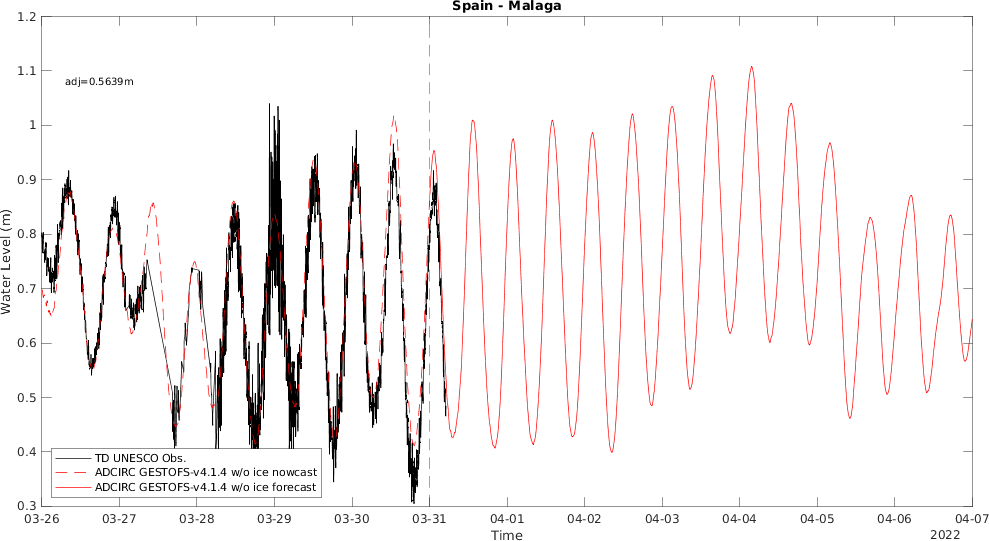 Spain - Malaga
1.2
1.1
1
0.9
0.8
0.7
0.6
0.5
0.4
0.3
Water Level (m)
adj=0.5639m
TD UNESCO Obs.
ADCIRC GESTOFS-v4.1.4 w/o ice nowcast
ADCIRC GESTOFS-v4.1.4 w/o ice forecast
03-26 03-27 03-28 03-29 03-30 03-31 04-01 04-02 04-03 04-04 04-05 04-06 04-07
Time
2022